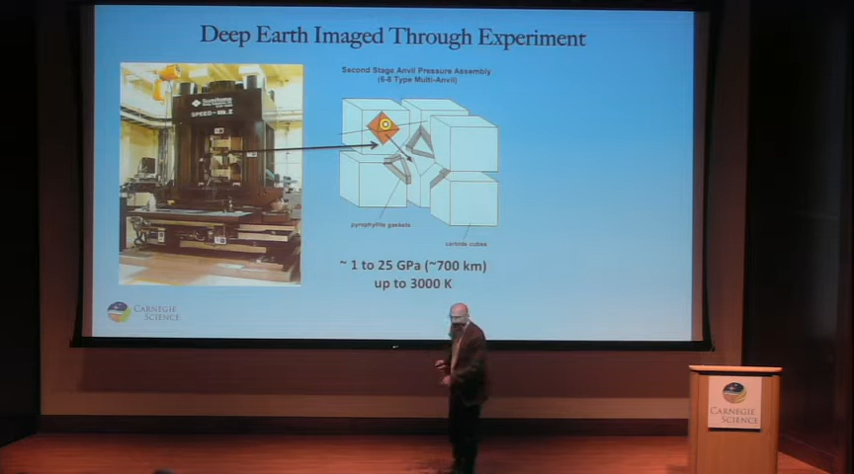 Deep Earth Imaged Through Experiment
Second Stage Anvil Pressure Assembly
(6-8 Type Multi-Anvil)
Sumitomo
SPEED - Mk.II
pyrophyllite gaskets
carbide cubes
~ 1 to 25 GPa (~700 km)
up to 3000 K
CARNEGIE
SCIENCE
CARNEGIE
SCIENCE